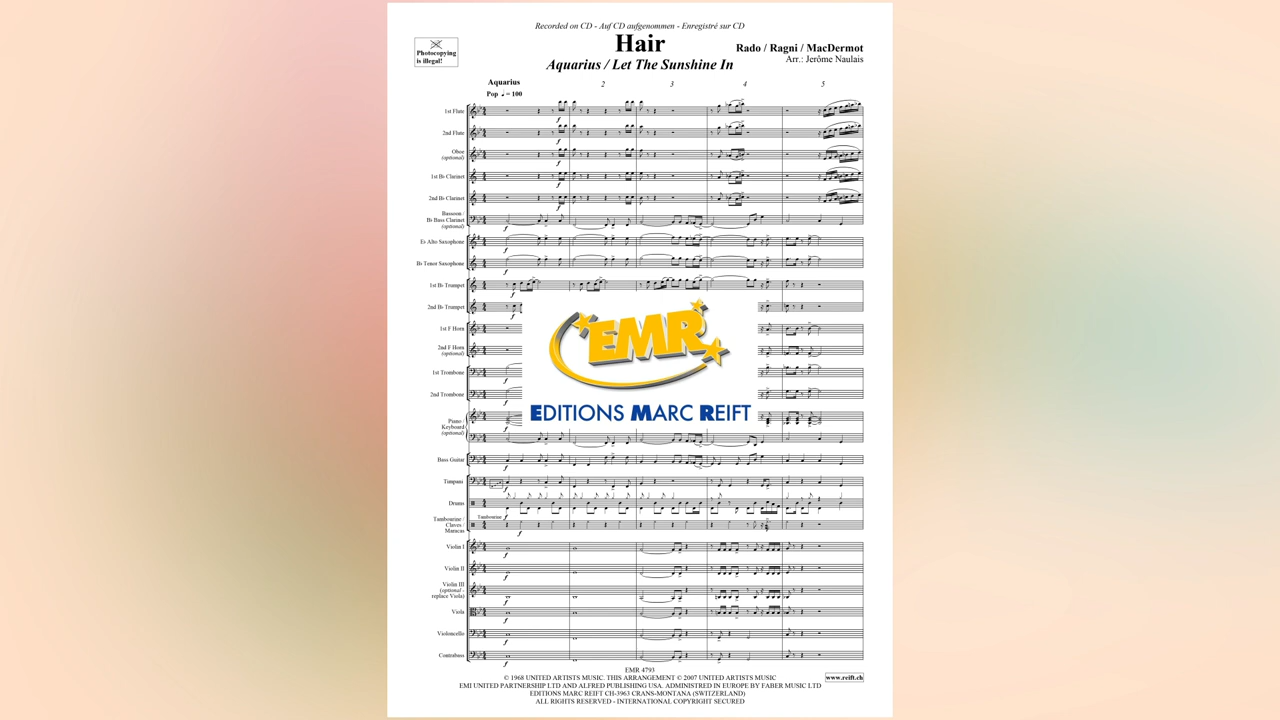 Recorded on CD - Auf CD aufgenommen - Enregistré sur CD
Photocopying
is illegal!
Hair
Aquarius / Let The Sunshine In
Rado / Ragni / MacDermot
Arr.: Jerôme Naulais
Aquarius
Pop ♩ = 100
2
3
4
5
1st Flute
2nd Flute
Oboe
(optional)
1st B♭ Clarinet
2nd B♭ Clarinet
Bassoon /
B♭ Bass Clarinet
(optional)
E♭ Alto Saxophone
B♭ Tenor Saxophone
1st B♭ Trumpet
2nd B♭ Trumpet
1st F Horn
2nd F Horn
(optional)
1st Trombone
2nd Trombone
Piano /
Keyboard
(optional)
Bass Guitar
Timpani
Drums
Tambourine /
Claves /
Maracas
Tambourine
Violin I
Violin II
Violin III
(optional -
replace Viola)
Viola
Violoncello
Contrabass
EMR
EDITIONS MARC REIFT
EMR 4793
© 1968 UNITED ARTISTS MUSIC. THIS ARRANGEMENT © 2007 UNITED ARTISTS MUSIC
EMI UNITED PARTNERSHIP LTD AND ALFRED PUBLISHING USA. ADMINISTRED IN EUROPE BY FABER MUSIC LTD
EDITIONS MARC REIFT CH-3963 CRANS-MONTANA (SWITZERLAND)
ALL RIGHTS RESERVED - INTERNATIONAL COPYRIGHT SECURED
www.reift.ch